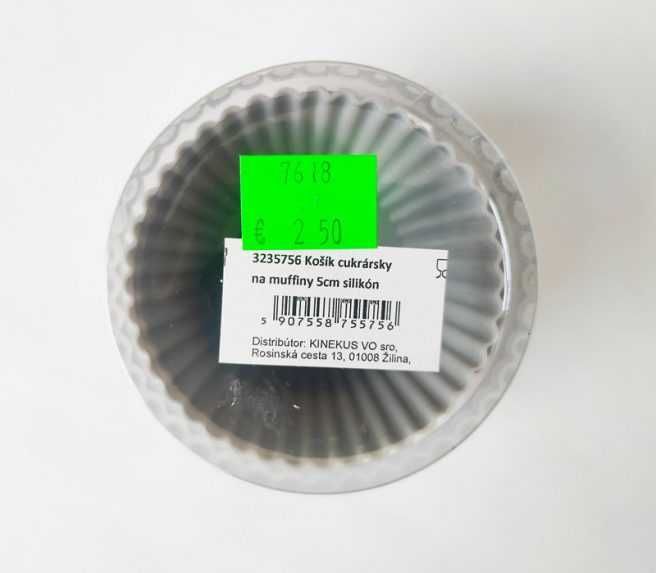 7618
€ 2 50
3235756 Košík cukrársky
na muffiny 5cm silikón
5 907558 755756
Distribútor: KINEKUS VO sro,
Rosinská cesta 13, 01008 Žilina,